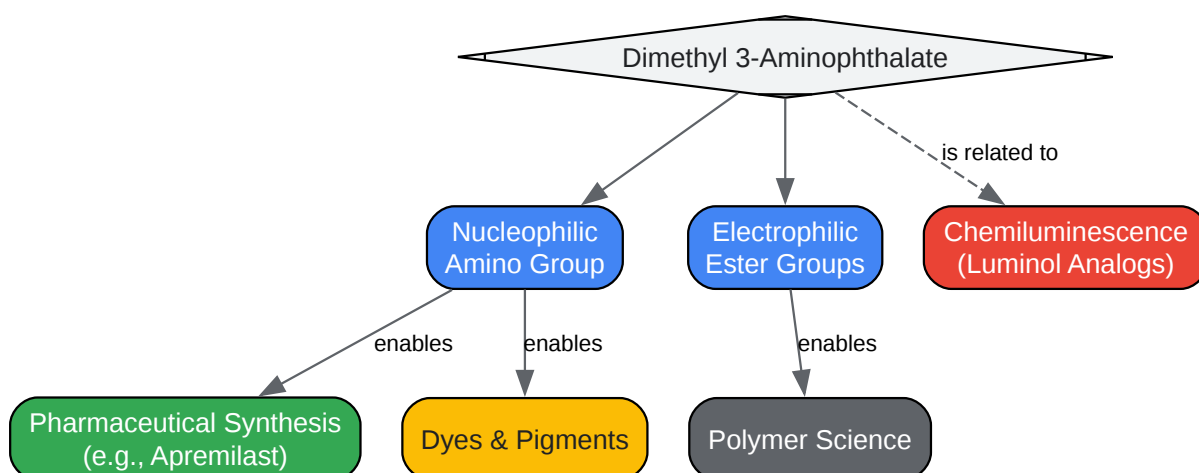 Dimethyl 3-Aminophthalate
is related to
Nucleophilic
Amino Group
Electrophilic
Ester Groups
Chemiluminescence
(Luminol Analogs)
enables
enables
enables
Pharmaceutical Synthesis
(e.g., Apremilast)
Dyes & Pigments
Polymer Science